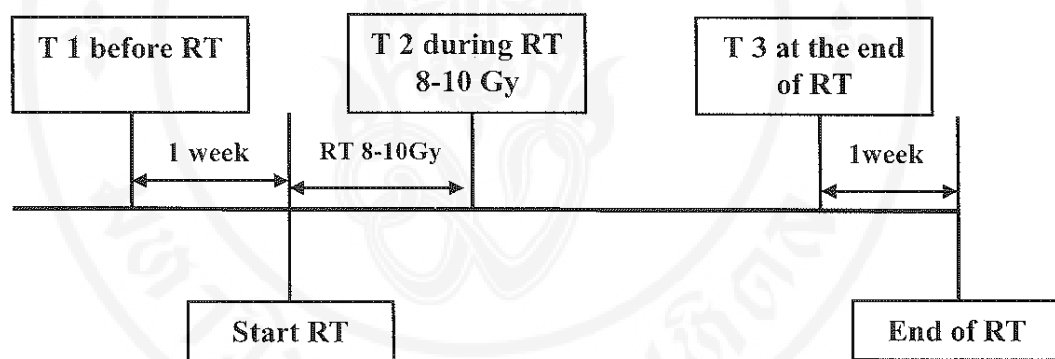 T 1 before RT
T 2 during RT
8-10 Gy
T 3 at the end
of RT
1 week
RT 8-10Gy
1week
Start RT
End of RT